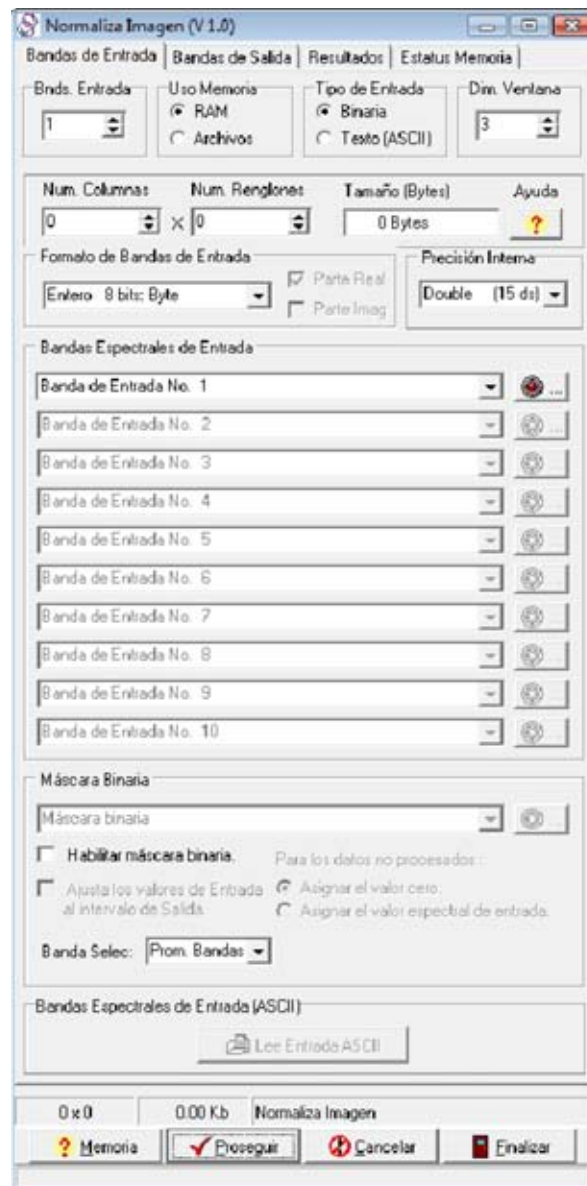 Normaliza Imagen (V 1.0)
Bandas de Entrada Bandas de Salida Resultados Estatus Memoria
Bnds. Entrada Uso Memoria Tipo de Entrada Dim. Ventana
1 RAM Binaria 3
Archivos Texto (ASCII)
Num. Columnas Num. Renglones Tamaño (Bytes) Ayuda
0 x 0 0 Bytes ?
Formato de Bandas de Entrada Precisión Interna
Entero 8 bits: Byte Parte Real Double (15 ds)
Parte Imag
Bandas Espectrales de Entrada
Banda de Entrada No. 1 ...
Banda de Entrada No. 2 ...
Banda de Entrada No. 3
Banda de Entrada No. 4
Banda de Entrada No. 5
Banda de Entrada No. 6
Banda de Entrada No. 7
Banda de Entrada No. 8
Banda de Entrada No. 9
Banda de Entrada No. 10
Máscara Binaria
Máscara binaria
Habilitar máscara binaria. Para los datos no procesados :
Ajusta los valores de Entrada Asignar el valor cero.
al intervalo de Salida. Asignar el valor espectral de entrada.
Banda Selec: Prom. Bandas
Bandas Espectrales de Entrada (ASCII)
Lee Entrada ASCII
0 x 0 0.00 Kb Normaliza Imagen
? Memoria Proseguir Cancelar Finalizar